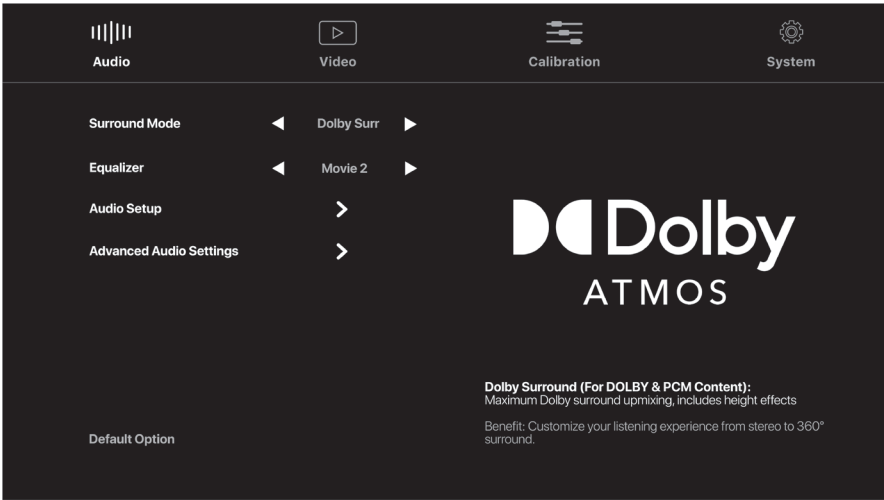 Audio
Video
Calibration
System
Surround Mode
Dolby Surr
Equalizer
Movie 2
Audio Setup
Advanced Audio Settings
Dolby
ATMOS
Dolby Surround (For DOLBY & PCM Content):
Maximum Dolby surround upmixing, includes height effects
Benefit: Customize your listening experience from stereo to 360°
surround.
Default Option